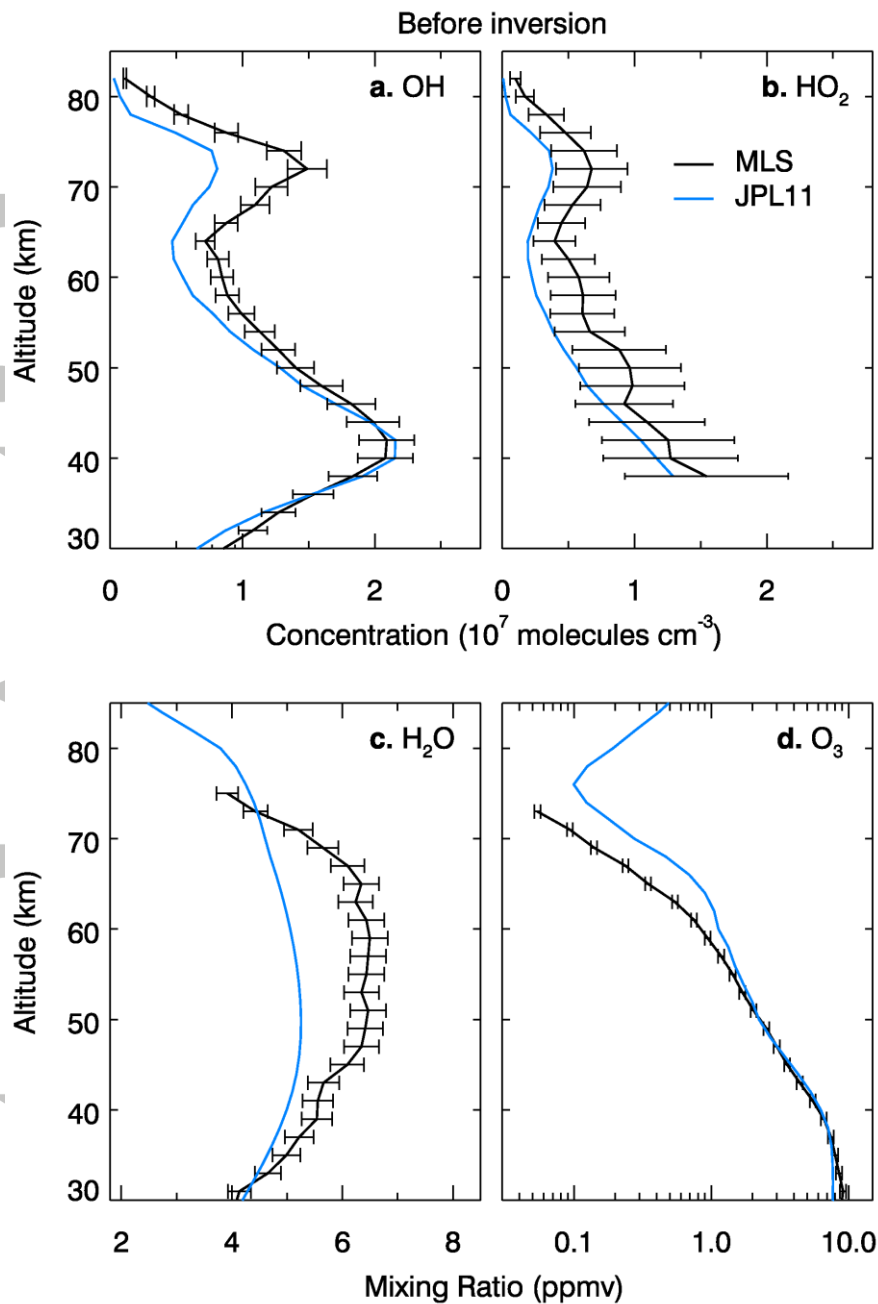 Before inversion
a. OH
b. HO2
MLS
JPL11
Altitude (km)
80
70
60
50
40
30
0 1 2
0 1 2
Concentration (10^7 molecules cm^-3)
c. H2O
d. O3
Altitude (km)
80
70
60
50
40
30
2 4 6 8
0.1 1.0 10.0
Mixing Ratio (ppmv)